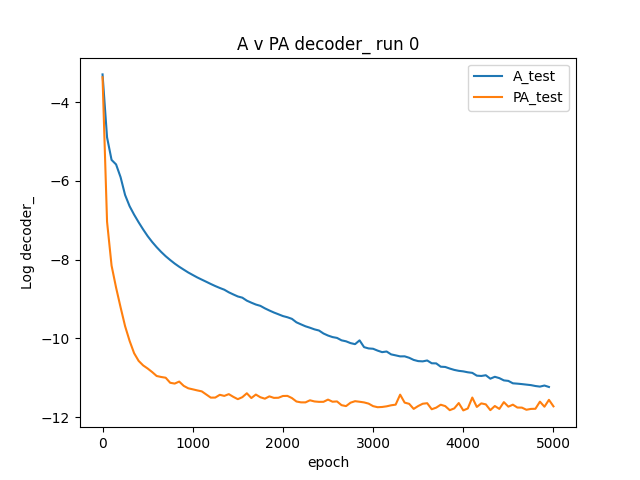 A v PA decoder_ run 0
A_test
PA_test
Log decoder_
−4
−6
−8
−10
−12
0
1000
2000
3000
4000
5000
epoch